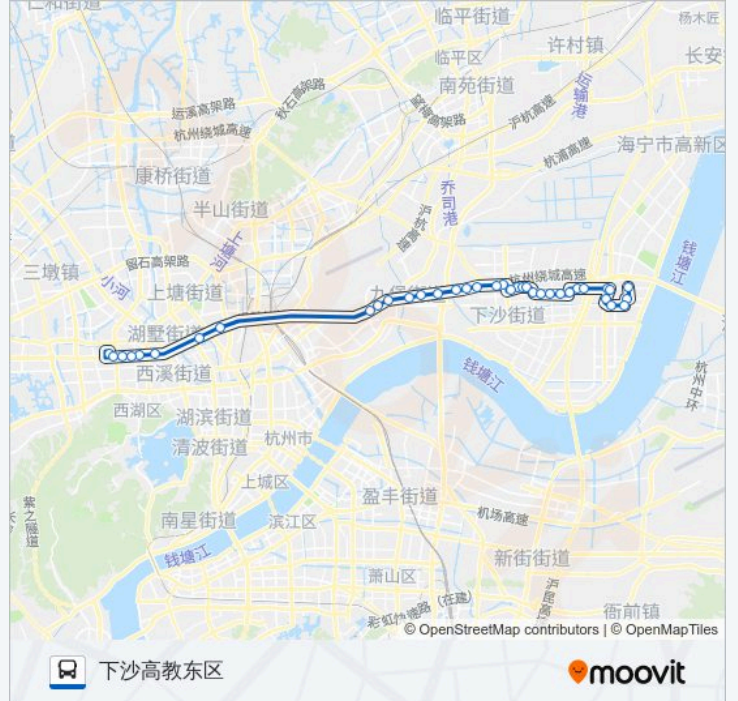 仁和街道
临平街道
杨木匠
许村镇
长安
临平区
南苑街道
运输港
秋石高架路
运溪高架路
望梅高架路
沪杭高速
杭州绕城高速
杭浦高速
海宁市高新区
康桥街道
乔司港
半山街道
沪杭高速
上塘河
钱塘江
留石高架路
三墩镇
小河
上塘街道
九堡街道
杭州绕城高速
下沙街道
湖墅街道
西溪街道
钱塘江
杭州中环
西湖区
湖滨街道
杭州市
清波街道
上城区
盈丰街道
紫之隧道
南星街道
滨江区
机场高速
钱塘江
新街街道
萧山区
沪昆高
彩虹快速路（在建）
衙前镇
© OpenStreetMap contributors | © OpenMapTiles
下沙高教东区
moovit